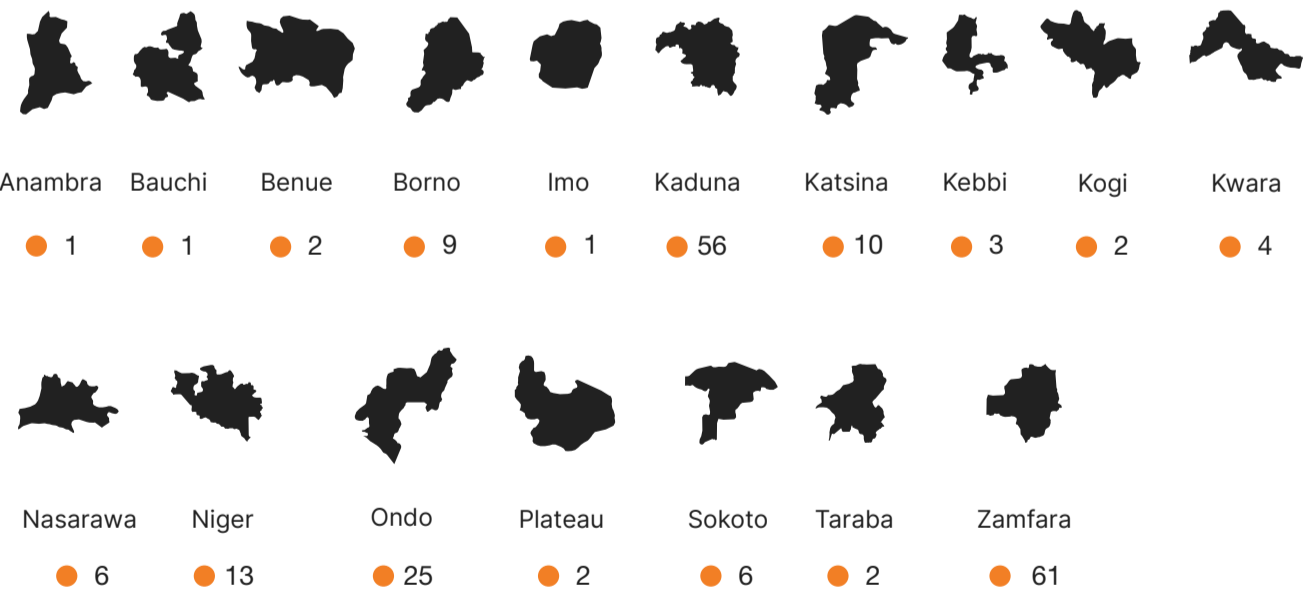 Anambra Bauchi Benue Borno Imo Kaduna Katsina Kebbi Kogi Kwara
1 1 2 9 1 56 10 3 2 4
Nasarawa Niger Ondo Plateau Sokoto Taraba Zamfara
6 13 25 2 6 2 61